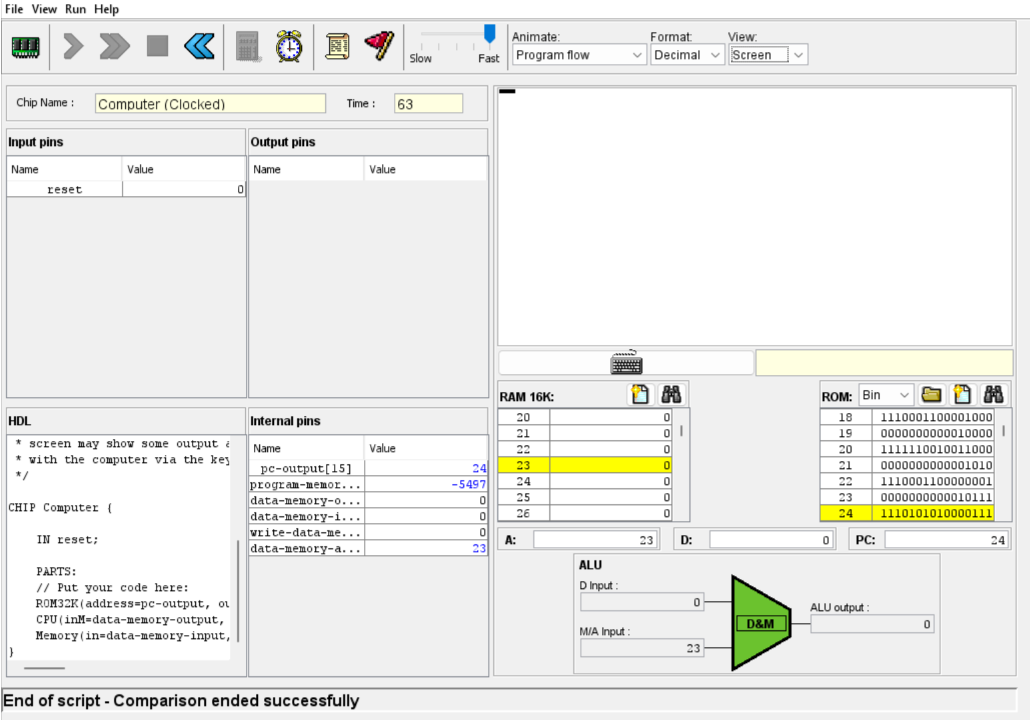 File View Run Help
Slow
Fast
Animate:
Program flow
Format:
Decimal
View:
Screen
Chip Name :
Computer (Clocked)
Time :
63
Input pins
Name Value
reset 0
Output pins
Name Value
HDL
* screen may show some output a
* with the computer via the key
*/
CHIP Computer {
IN reset;
PARTS:
// Put your code here:
ROM32K(address=pc-output, ou
CPU(inM=data-memory-output,
Memory(in=data-memory-input,
}
Internal pins
Name Value
pc-output[15] 24
program-memor... -5497
data-memory-o... 0
data-memory-i... 0
write-data-me... 0
data-memory-a... 23
RAM 16K:
20 0
21 0
22 0
23 0
24 0
25 0
26 0
ROM: Bin
18 1110001100001000
19 0000000000010000
20 1111110010011000
21 0000000000001010
22 1110001100000001
23 0000000000010111
24 1110101010000111
A: 23
D: 0
PC: 24
ALU
D Input :
0
M/A Input :
23
D&M
ALU output :
0
End of script - Comparison ended successfully